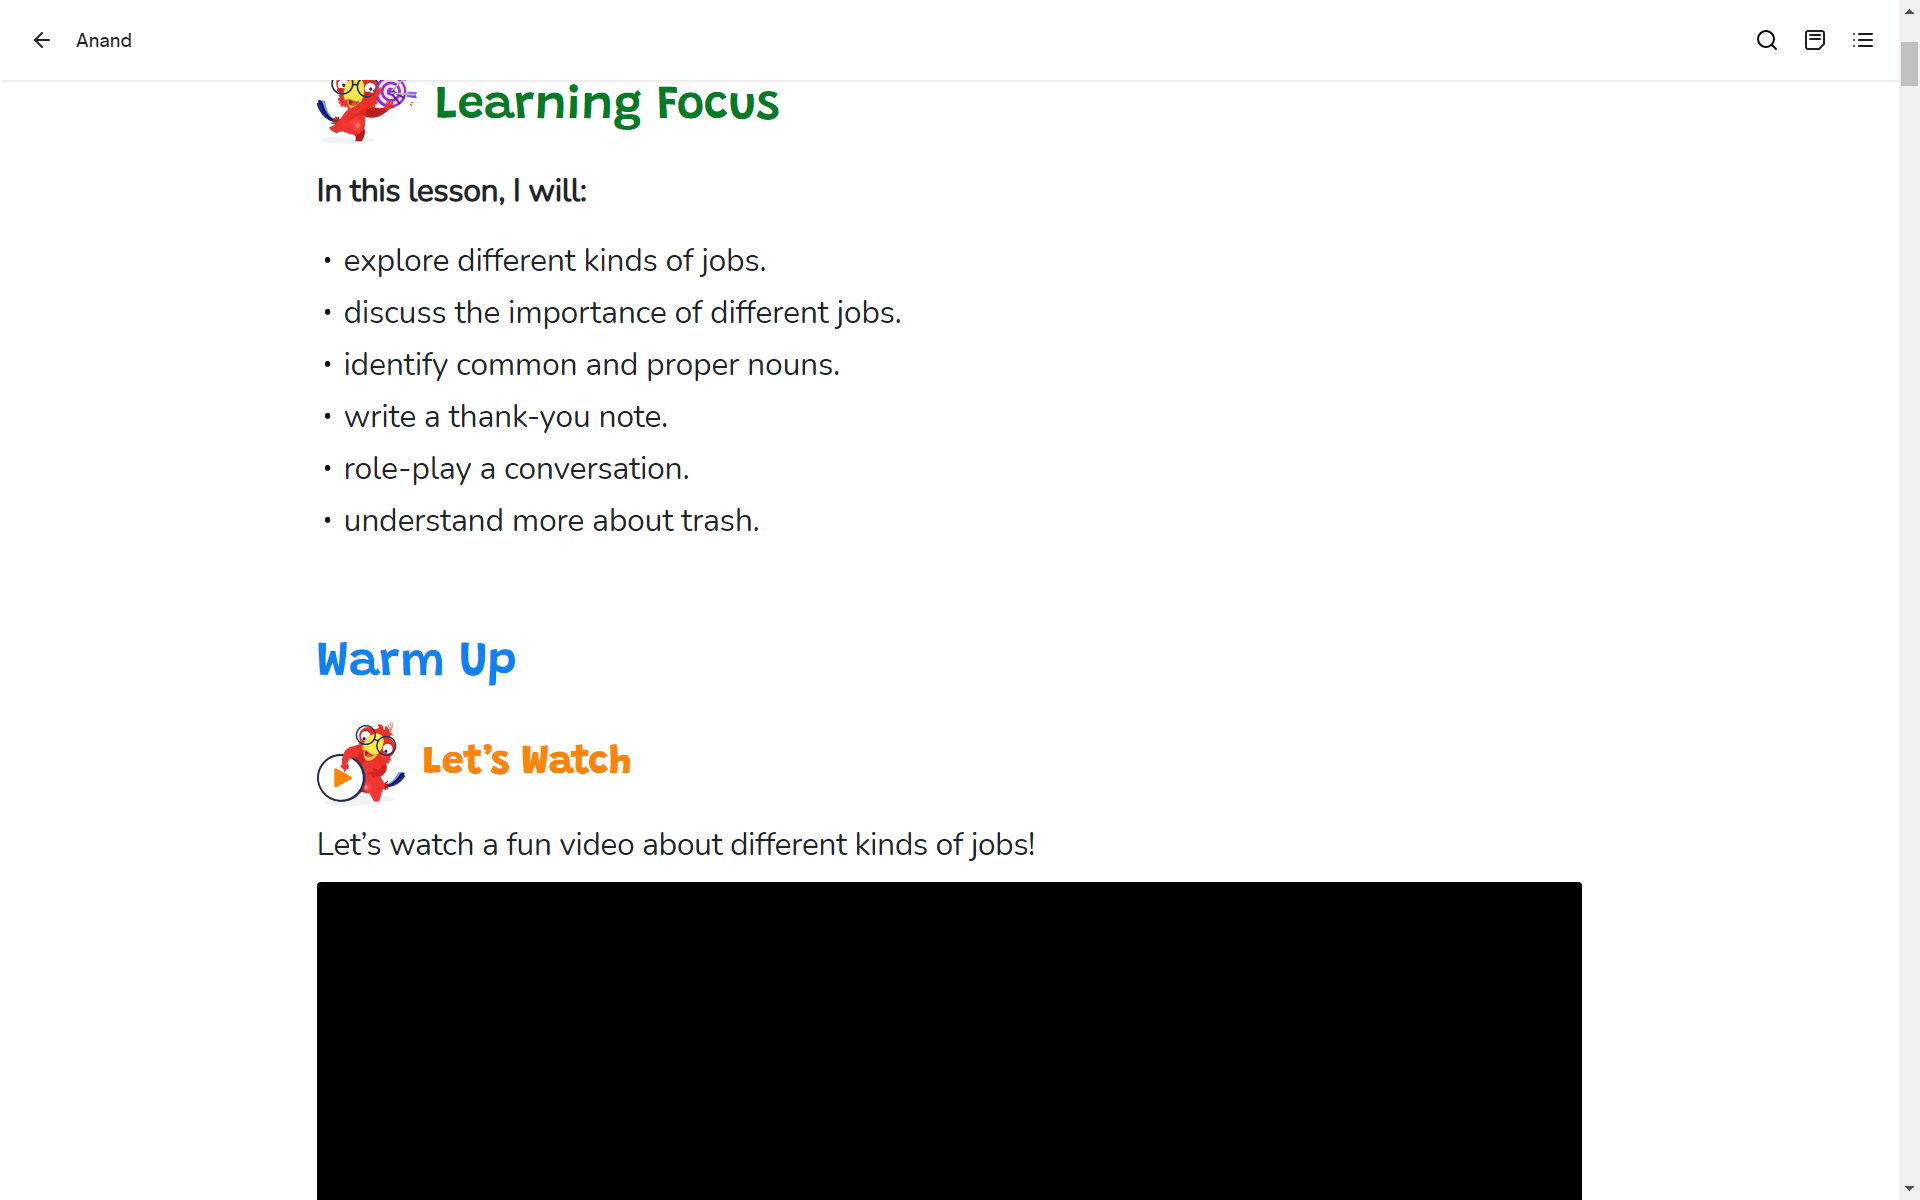 Anand
Learning Focus
In this lesson, I will:
• explore different kinds of jobs.
• discuss the importance of different jobs.
• identify common and proper nouns.
• write a thank-you note.
• role-play a conversation.
• understand more about trash.
Warm Up
Let’s Watch
Let’s watch a fun video about different kinds of jobs!